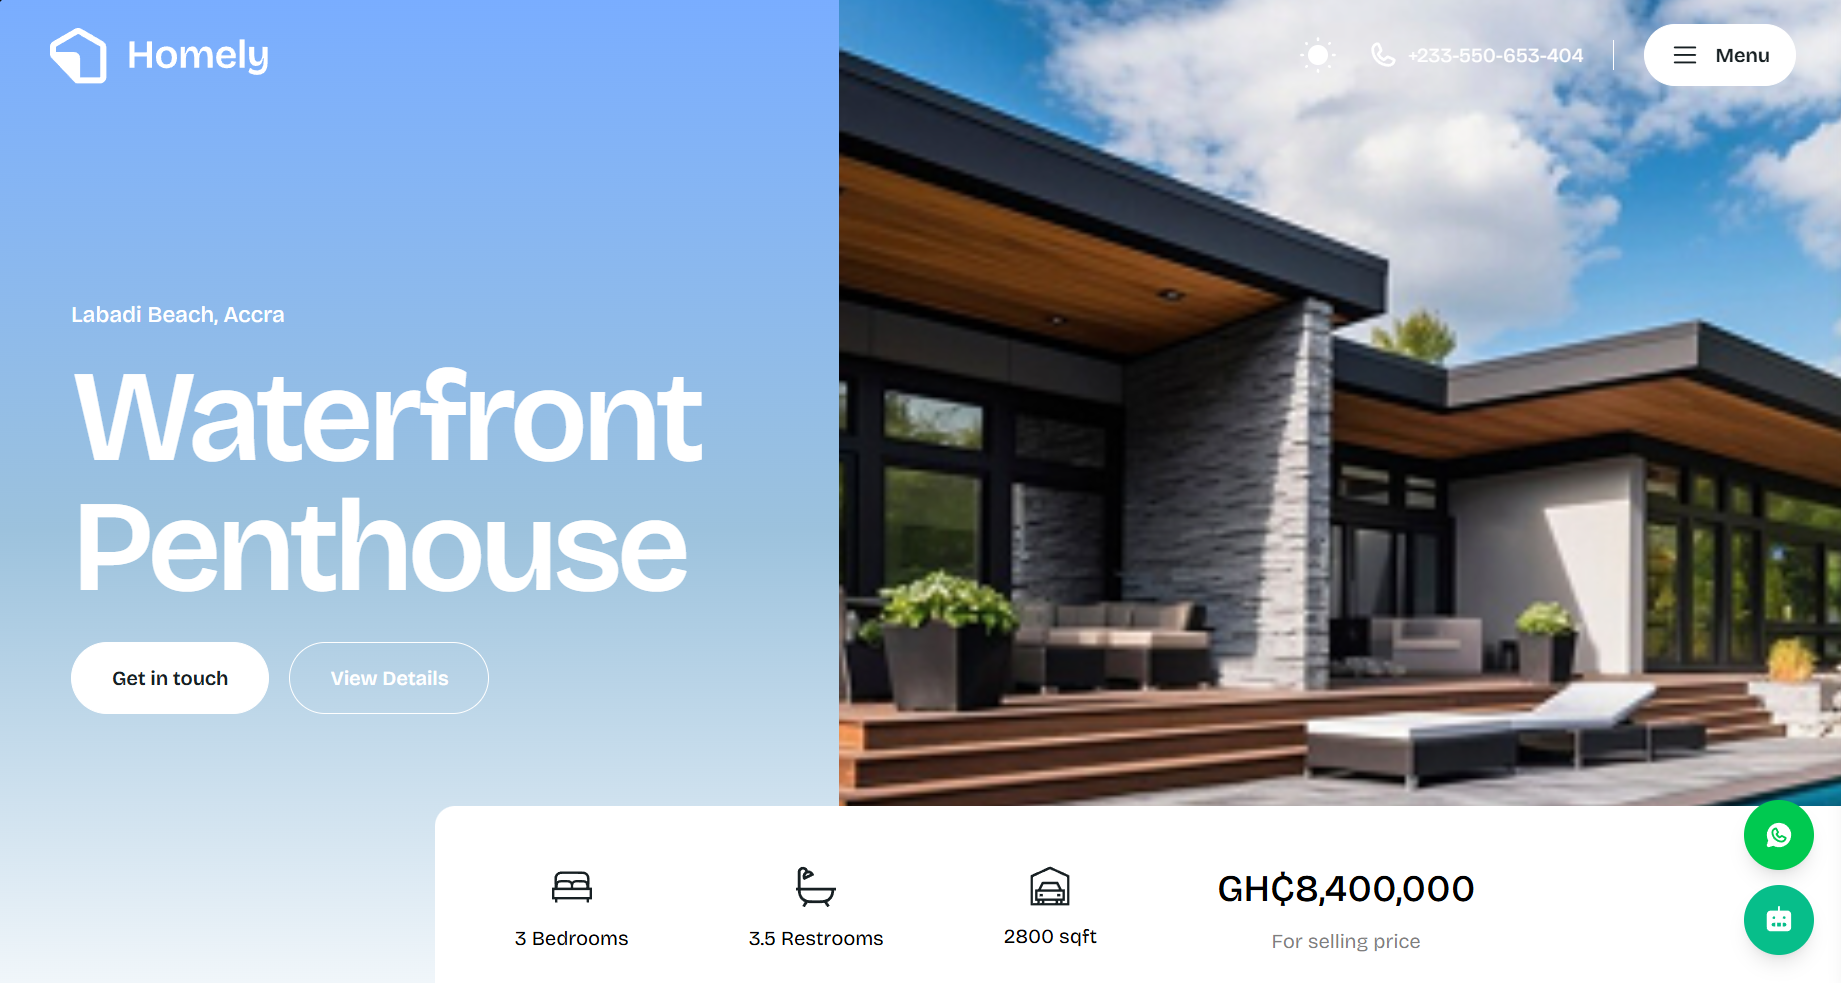 Homely
+233-550-653-404
Menu
Labadi Beach, Accra
Waterfront
Penthouse
Get in touch
View Details
3 Bedrooms
3.5 Restrooms
2800 sqft
GH₵8,400,000
For selling price